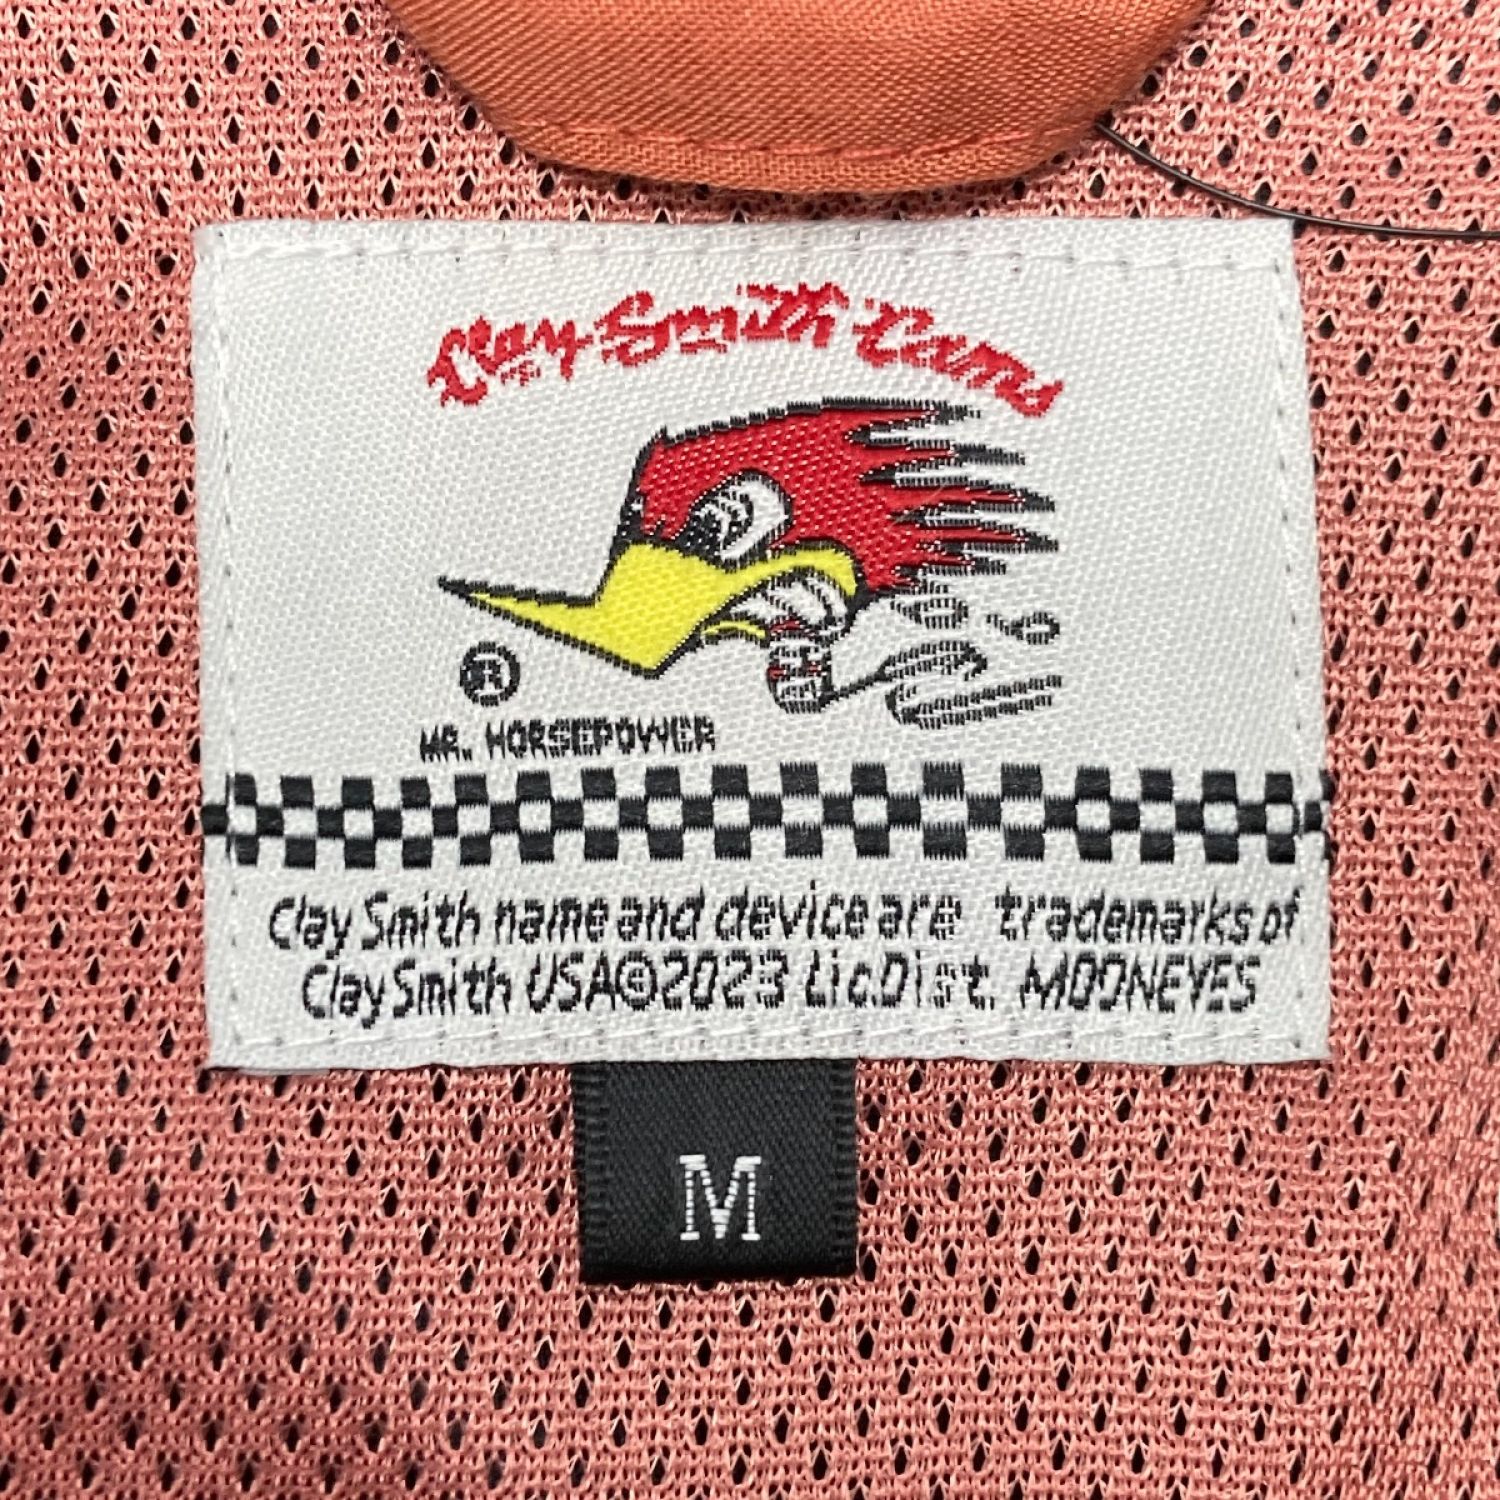 Clay Smith Cams
®
MR. HORSEPOWER
Clay Smith name and device are trademarks of
Clay Smith USA©2023 Lic.Dist. MOONEYES
M